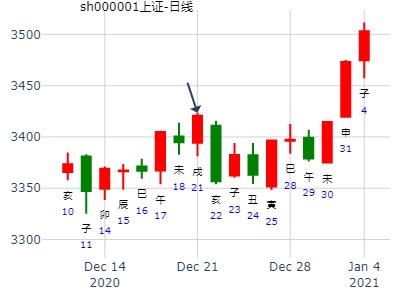 sh000001上证-日线
3500
3450
3400
3350
3300
亥
10
子
11
卯
14
辰
15
巳
16
午
17
未
18
戌
21
亥
22
子
23
丑
24
寅
25
巳
28
午
29
未
30
申
31
子
4
Dec 14
2020
Dec 21
Dec 28
Jan 4
2021